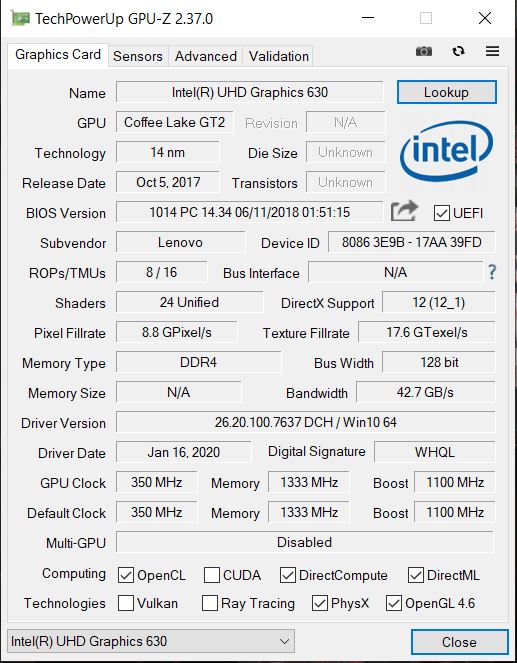 TechPowerUp GPU-Z 2.37.0
Graphics Card Sensors Advanced Validation
Name Intel(R) UHD Graphics 630 Lookup
GPU Coffee Lake GT2 Revision N/A
intel
Technology 14 nm Die Size Unknown
Release Date Oct 5, 2017 Transistors Unknown
BIOS Version 1014 PC 14.34 06/11/2018 01:51:15 UEFI
Subvendor Lenovo Device ID 8086 3E9B - 17AA 39FD
ROPs/TMUs 8 / 16 Bus Interface N/A ?
Shaders 24 Unified DirectX Support 12 (12_1)
Pixel Fillrate 8.8 GPixel/s Texture Fillrate 17.6 GTexel/s
Memory Type DDR4 Bus Width 128 bit
Memory Size N/A Bandwidth 42.7 GB/s
Driver Version 26.20.100.7637 DCH / Win10 64
Driver Date Jan 16, 2020 Digital Signature WHQL
GPU Clock 350 MHz Memory 1333 MHz Boost 1100 MHz
Default Clock 350 MHz Memory 1333 MHz Boost 1100 MHz
Multi-GPU Disabled
Computing OpenCL CUDA DirectCompute DirectML
Technologies Vulkan Ray Tracing PhysX OpenGL 4.6
Intel(R) UHD Graphics 630 Close